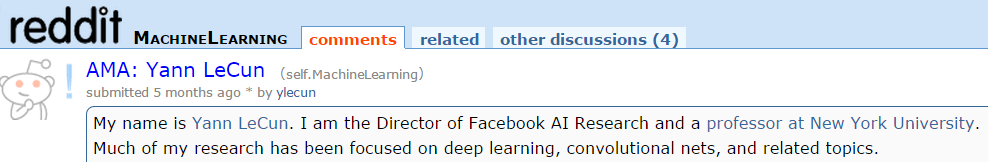 reddit MACHINELEARNING comments related other discussions (4)
AMA: Yann LeCun (self.MachineLearning)
submitted 5 months ago * by ylecun
My name is Yann LeCun. I am the Director of Facebook AI Research and a professor at New York University.
Much of my research has been focused on deep learning, convolutional nets, and related topics.